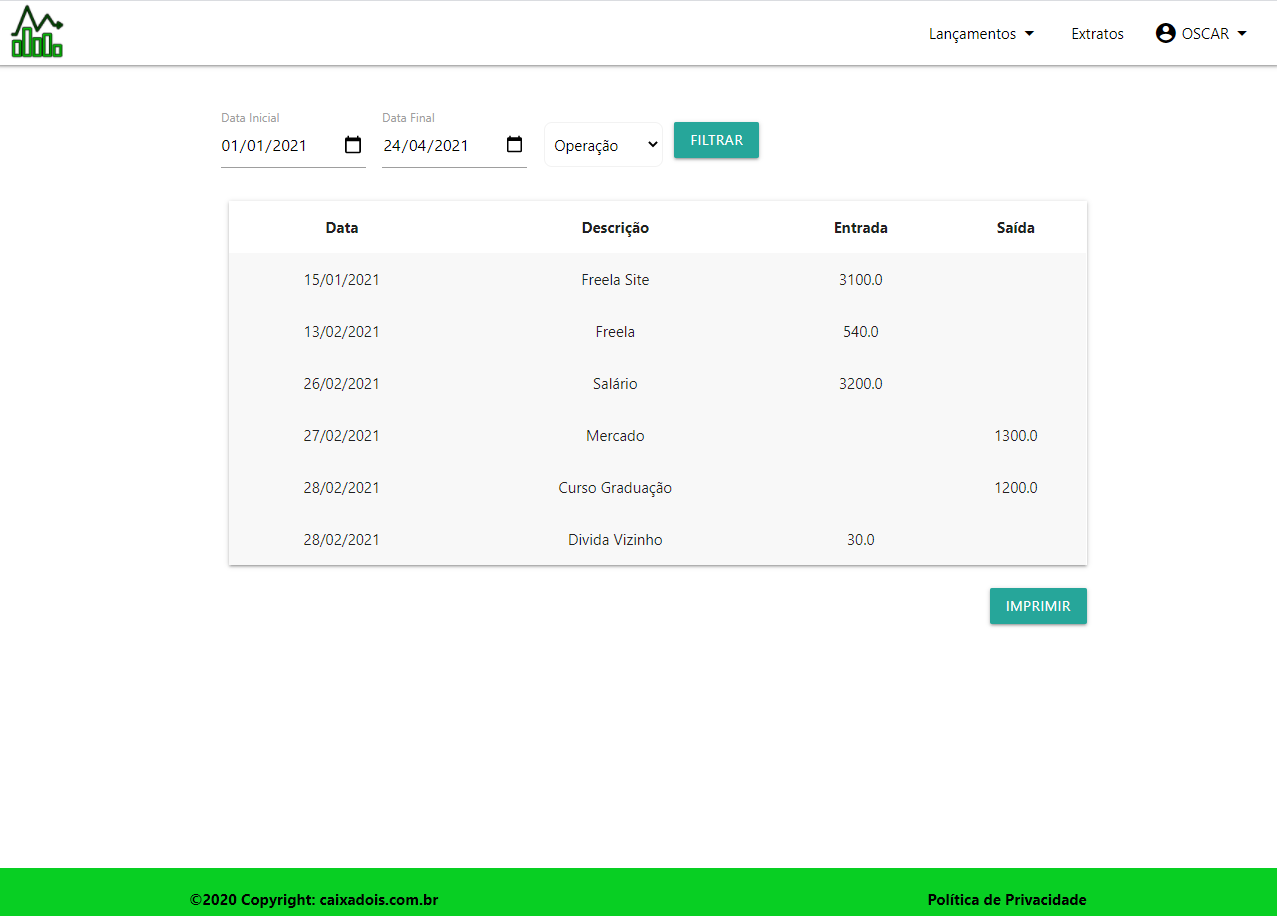 Lançamentos Extratos OSCAR
Data Inicial Data Final
01/01/2021 24/04/2021 Operação FILTRAR
Data Descrição Entrada Saída
15/01/2021 Freela Site 3100.0
13/02/2021 Freela 540.0
26/02/2021 Salário 3200.0
27/02/2021 Mercado 1300.0
28/02/2021 Curso Graduação 1200.0
28/02/2021 Divida Vizinho 30.0
IMPRIMIR
©2020 Copyright: caixadois.com.br Política de Privacidade